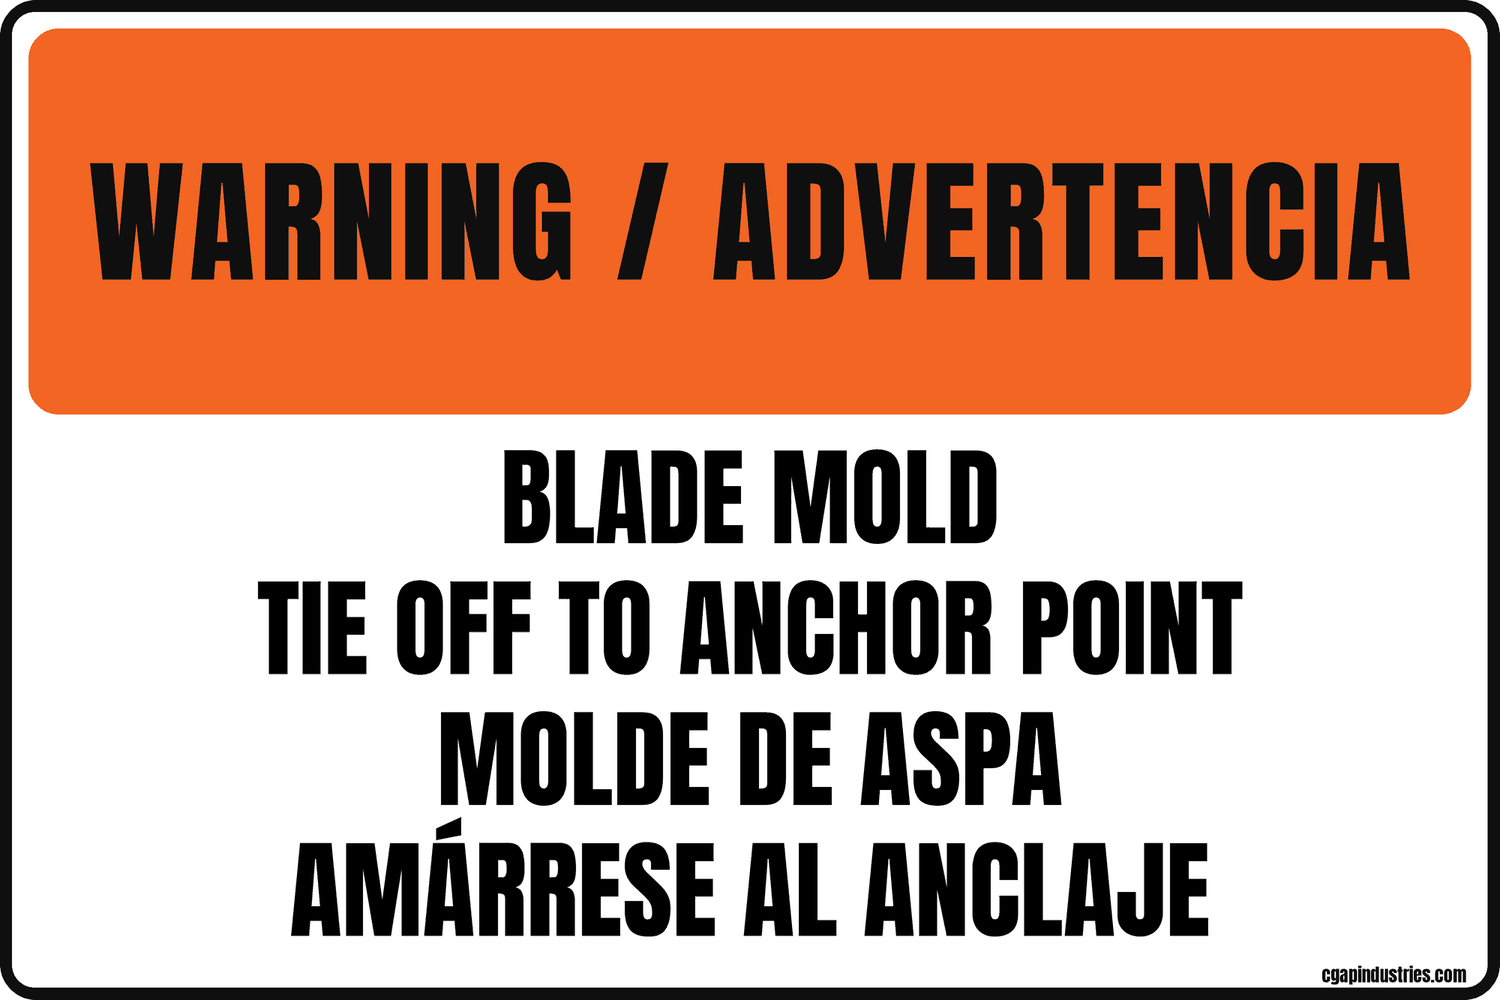 WARNING / ADVERTENCIA
BLADE MOLD
TIE OFF TO ANCHOR POINT
MOLDE DE ASPA
AMÁRRESE AL ANCLAJE
cgapindustries.com